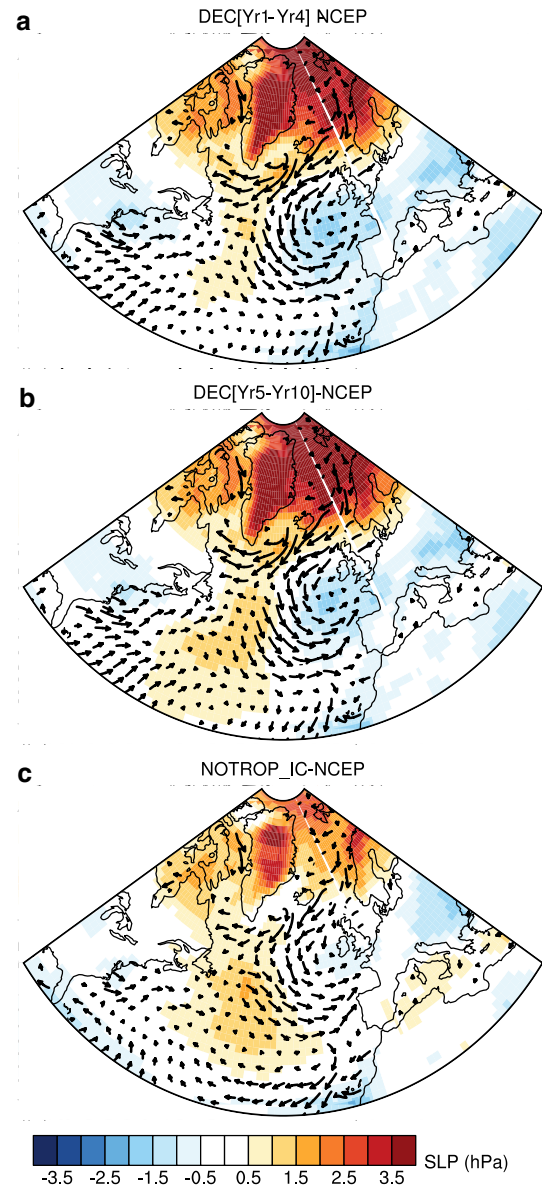 a
DEC[Yr1-Yr4] -NCEP
b
DEC[Yr5-Yr10]-NCEP
c
NOTROP_IC-NCEP
-3.5 -2.5 -1.5 -0.5 0.5 1.5 2.5 3.5 SLP (hPa)